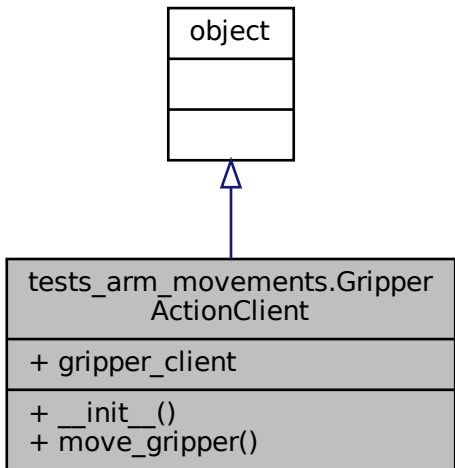 object
tests_arm_movements.Gripper
ActionClient
+ gripper_client
+ __init__()
+ move_gripper()